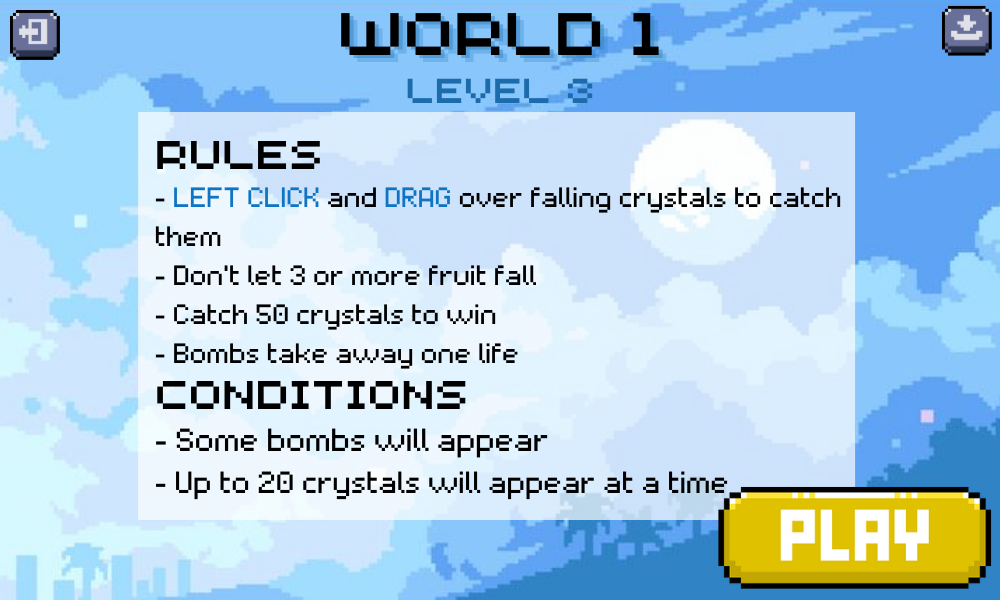 WORLD 1
LEVEL 3
RULES
- LEFT CLICK and DRAG over falling crystals to catch
them
- Don't let 3 or more fruit fall
- Catch 50 crystals to win
- Bombs take away one life
CONDITIONS
- Some bombs will appear
- Up to 20 crystals will appear at a time
PLAY